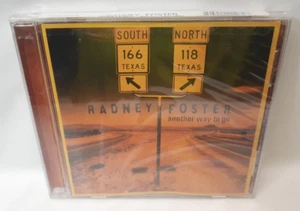 SOUTH NORTH
166 118
TEXAS TEXAS
RADNEY FOSTER
another way to go